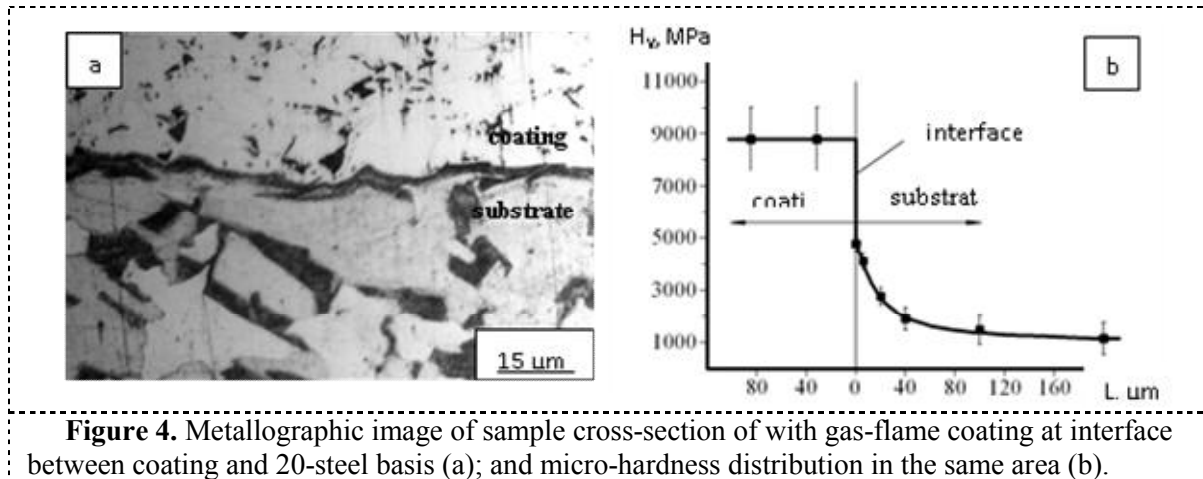 a
coating
substrate
15 um
Hv, MPa
b
11000
9000
7000
5000
3000
1000
interface
coati
substrat
80
0
40
80
120
160
L. um
Figure 4. Metallographic image of sample cross-section of with gas-flame coating at interface
between coating and 20-steel basis (a); and micro-hardness distribution in the same area (b).